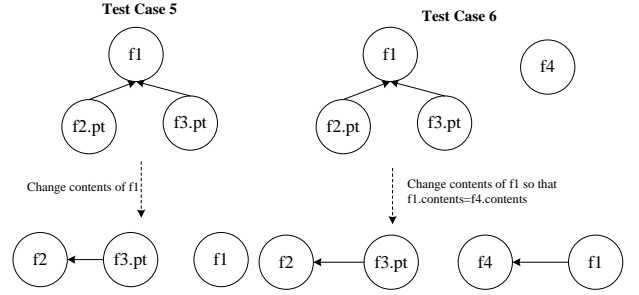 Test Case 5
Test Case 6
f1
f1
f4
f2.pt
f3.pt
f2.pt
f3.pt
Change contents of f1
Change contents of f1 so that
f1.contents=f4.contents
f2
f3.pt
f1
f2
f3.pt
f4
f1